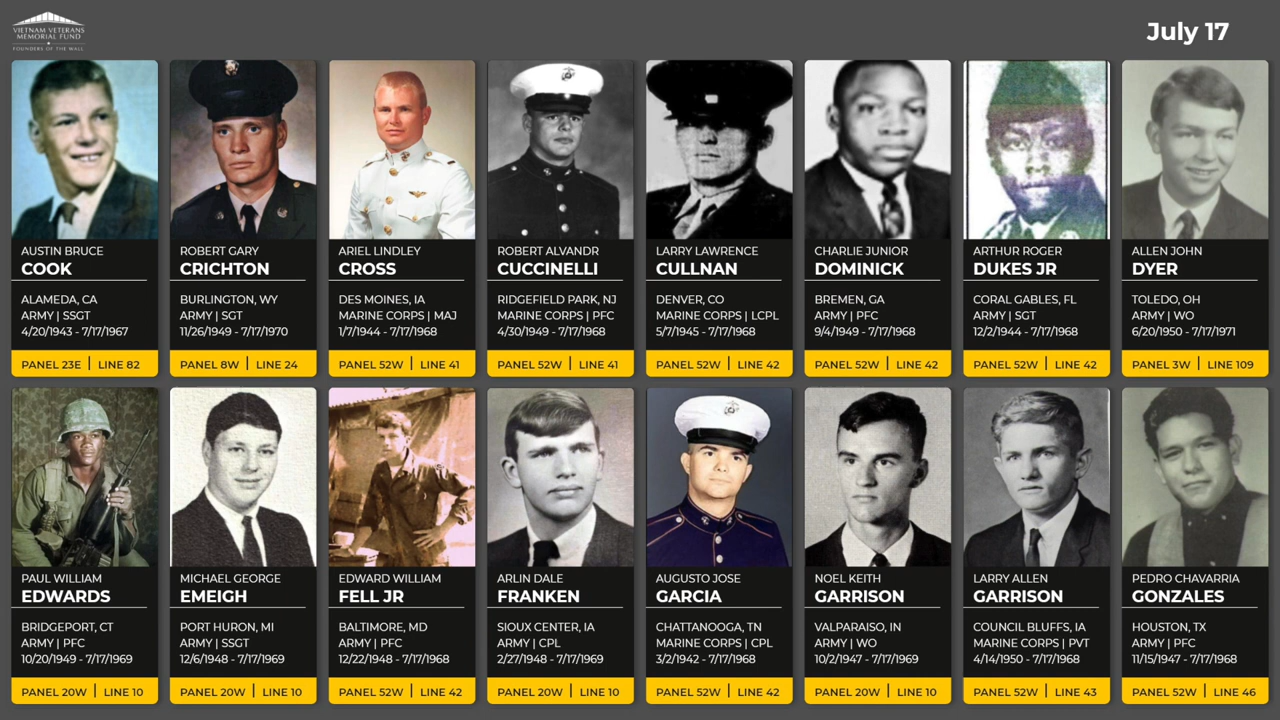 VIETNAM VETERANS
MEMORIAL FUND
FOUNDERS OF THE WALL
July 17
AUSTIN BRUCE
COOK
ALAMEDA, CA
ARMY | SSGT
4/20/1943 - 7/17/1967
PANEL 23E | LINE 82
ROBERT GARY
CRICHTON
BURLINGTON, WY
ARMY | SGT
11/26/1949 - 7/17/1970
PANEL 8W | LINE 24
ARIEL LINDLEY
CROSS
DES MOINES, IA
MARINE CORPS | MAJ
1/7/1944 - 7/17/1968
PANEL 52W | LINE 41
ROBERT ALVANDR
CUCCINELLI
RIDGEFIELD PARK, NJ
MARINE CORPS | PFC
4/30/1949 - 7/17/1968
PANEL 52W | LINE 41
LARRY LAWRENCE
CULLNAN
DENVER, CO
MARINE CORPS | LCPL
5/7/1945 - 7/17/1968
PANEL 52W | LINE 42
CHARLIE JUNIOR
DOMINICK
BREMEN, GA
ARMY | PFC
9/4/1949 - 7/17/1968
PANEL 52W | LINE 42
ARTHUR ROGER
DUKES JR
CORAL GABLES, FL
ARMY | SGT
12/2/1944 - 7/17/1968
PANEL 52W | LINE 42
ALLEN JOHN
DYER
TOLEDO, OH
ARMY | WO
6/20/1950 - 7/17/1971
PANEL 3W | LINE 109
PAUL WILLIAM
EDWARDS
BRIDGEPORT, CT
ARMY | PFC
10/20/1949 - 7/17/1969
PANEL 20W | LINE 10
MICHAEL GEORGE
EMEIGH
PORT HURON, MI
ARMY | SSGT
12/6/1948 - 7/17/1969
PANEL 20W | LINE 10
EDWARD WILLIAM
FELL JR
BALTIMORE, MD
ARMY | PFC
12/22/1948 - 7/17/1968
PANEL 52W | LINE 42
ARLIN DALE
FRANKEN
SIOUX CENTER, IA
ARMY | CPL
2/27/1948 - 7/17/1969
PANEL 20W | LINE 10
AUGUSTO JOSE
GARCIA
CHATTANOOGA, TN
MARINE CORPS | CPL
3/2/1942 - 7/17/1968
PANEL 52W | LINE 42
NOEL KEITH
GARRISON
VALPARAISO, IN
ARMY | WO
10/2/1947 - 7/17/1969
PANEL 20W | LINE 10
LARRY ALLEN
GARRISON
COUNCIL BLUFFS, IA
MARINE CORPS | PVT
4/14/1950 - 7/17/1968
PANEL 52W | LINE 43
PEDRO CHAVARRIA
GONZALES
HOUSTON, TX
ARMY | PFC
11/15/1947 - 7/17/1968
PANEL 52W | LINE 46